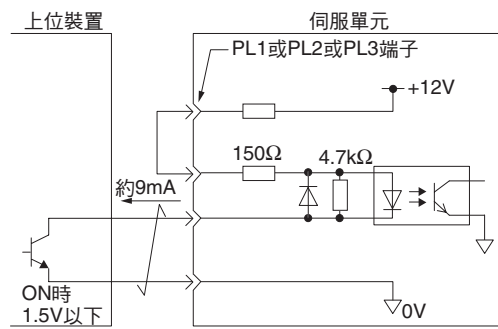 上位裝置
伺服單元
PL1或PL2或PL3端子
+12V
150Ω
4.7kΩ
約9mA
ON時
1.5V以下
0V